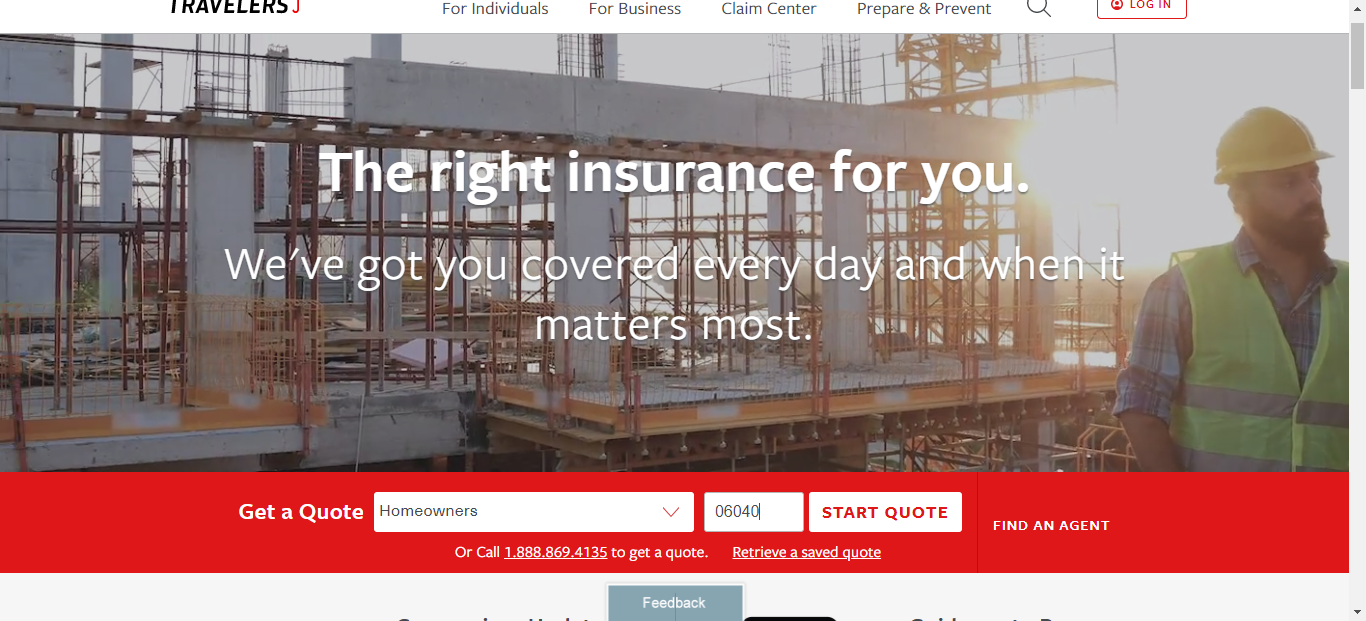 TRAVELERS
For Individuals
For Business
Claim Center
Prepare & Prevent
LOG IN
The right insurance for you.
We've got you covered every day and when it
matters most.
Get a Quote
Homeowners
06040
START QUOTE
FIND AN AGENT
Or Call 1.888.869.4135 to get a quote.
Retrieve a saved quote
Feedback